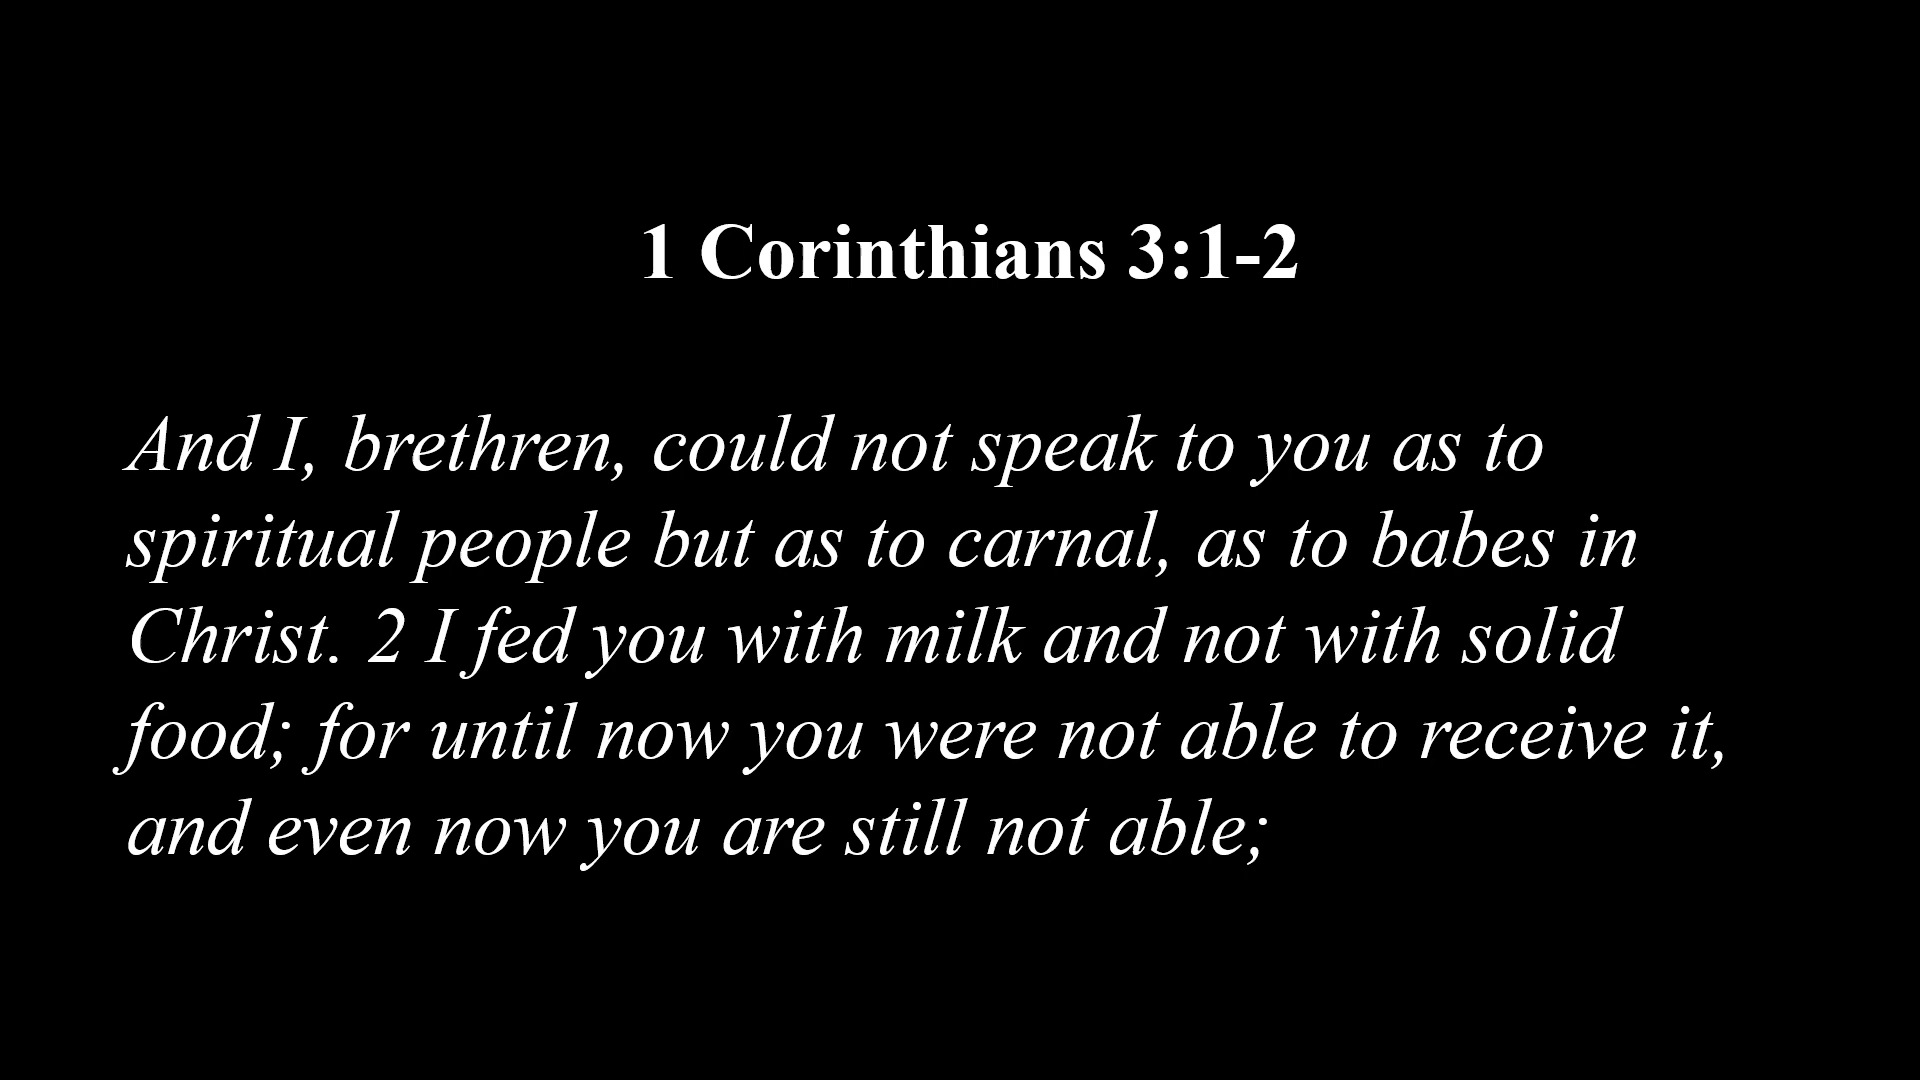 1 Corinthians 3:1-2
And I, brethren, could not speak to you as to
spiritual people but as to carnal, as to babes in
Christ. 2 I fed you with milk and not with solid
food; for until now you were not able to receive it,
and even now you are still not able;